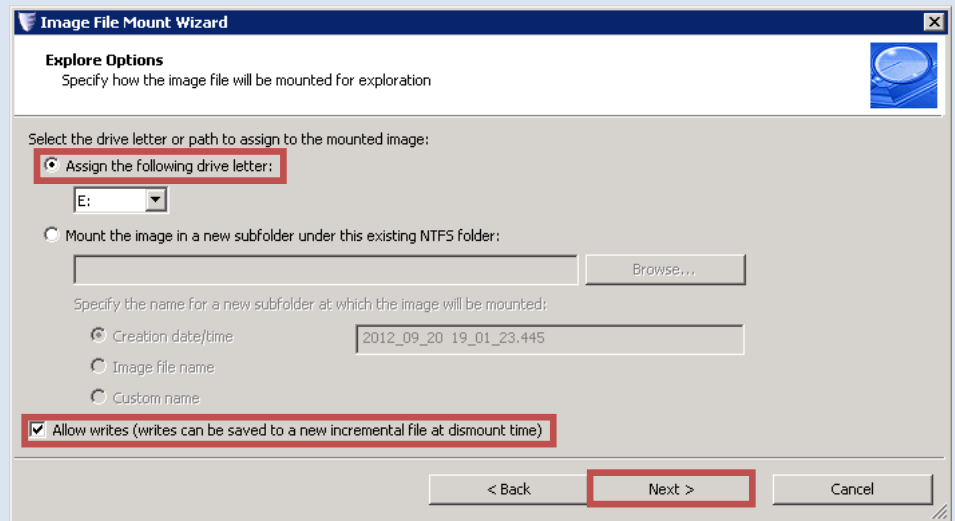 Image File Mount Wizard
Explore Options
Specify how the image file will be mounted for exploration
Select the drive letter or path to assign to the mounted image:
Assign the following drive letter:
E:
Mount the image in a new subfolder under this existing NTFS folder:
Browse...
Specify the name for a new subfolder at which the image will be mounted:
Creation date/time
2012_09_20 19_01_23.445
Image file name
Custom name
Allow writes (writes can be saved to a new incremental file at dismount time)
< Back
Next >
Cancel